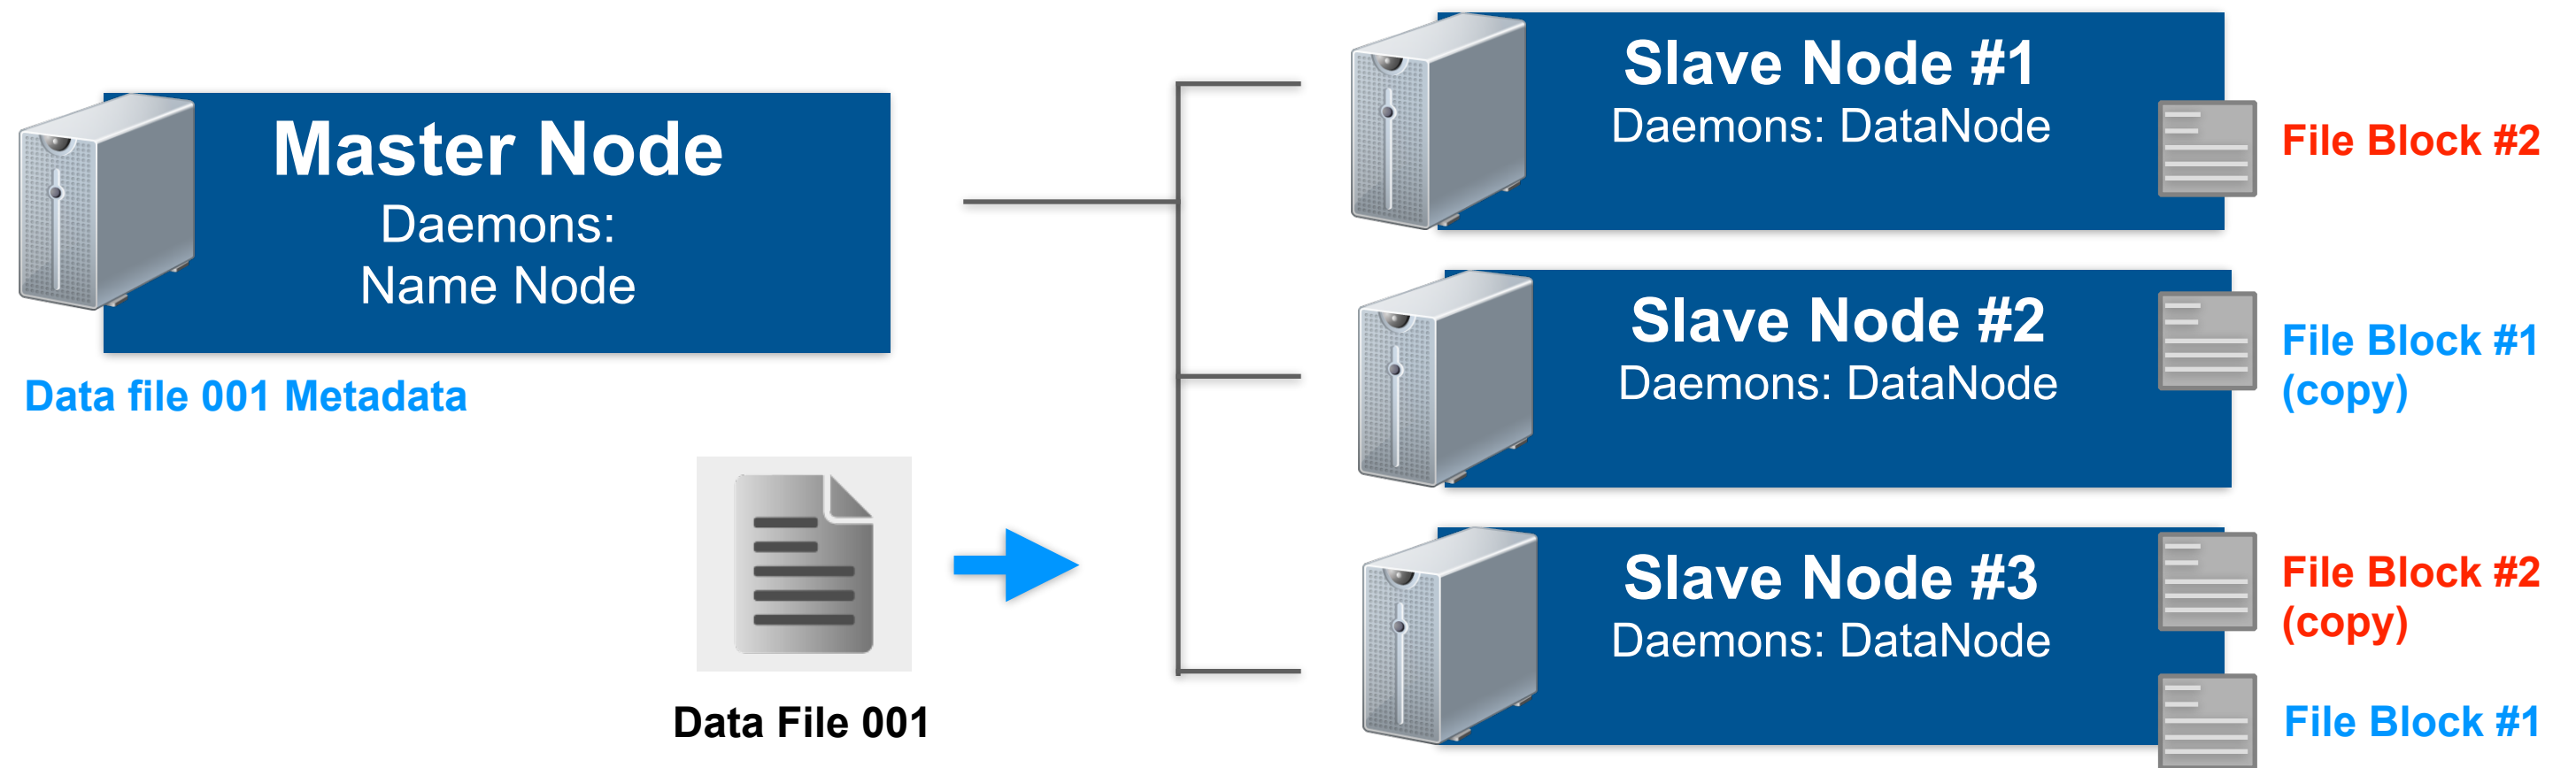 Master Node
Daemons:
Name Node
Data file 001 Metadata
Data File 001
Slave Node #1
Daemons: DataNode
File Block #2
Slave Node #2
Daemons: DataNode
File Block #1
(copy)
Slave Node #3
Daemons: DataNode
File Block #2
(copy)
File Block #1